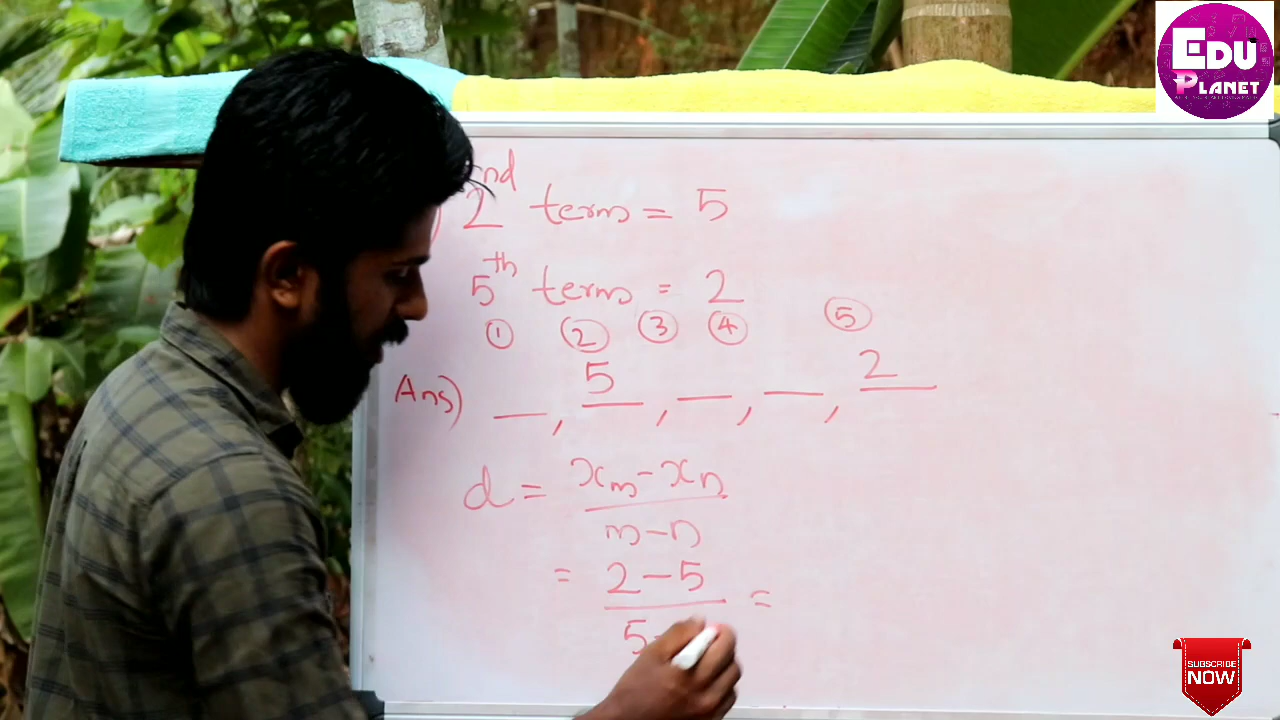 EDU
PLANET
) 2nd term = 5
5th term = 2
① ② ③ ④ ⑤
Ans) __, 5, __, __, 2
d = xm - xn
m - n
= 2 - 5 =
5 -
SUBSCRIBE
NOW